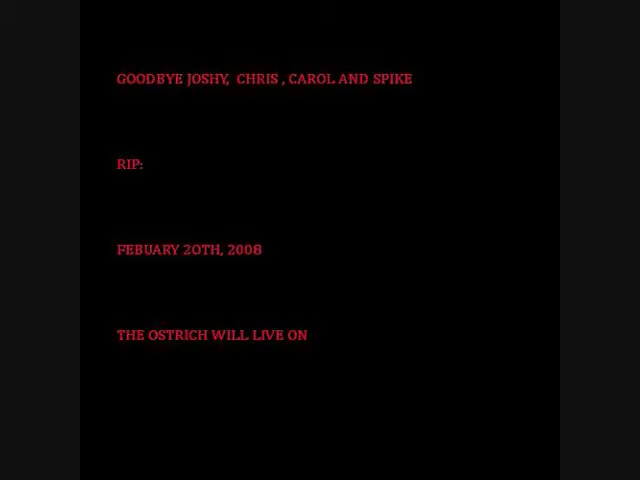 GOODBYE JOSHY,  CHRIS , CAROL AND SPIKE
RIP:
FEBUARY 20TH, 2008
THE OSTRICH WILL LIVE ON